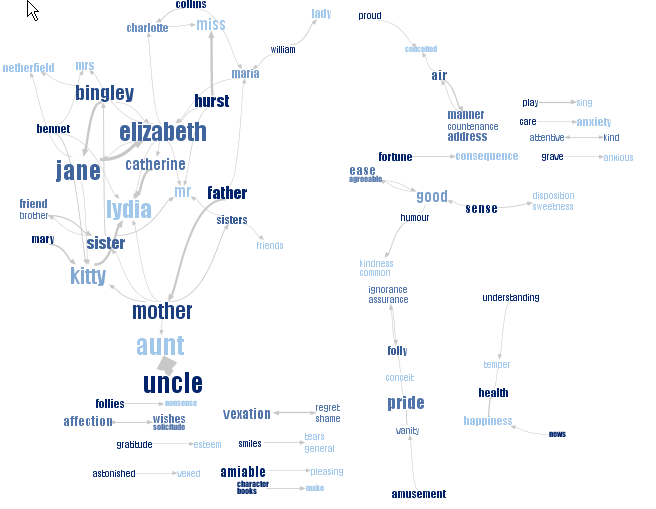 collins
charlotte
miss
lady
william
netherfield
mrs
maria
bingley
hurst
bennet
elizabeth
jane
catherine
lydia
mr
father
friend
brother
sisters
mary
sister
friends
kitty
mother
aunt
uncle
follies
nonsense
affection
wishes
solicitude
gratitude
esteem
astonished
vexed
vexation
regret
shame
smiles
tears
general
amiable
pleasing
character
books
make
proud
conceited
air
manner
countenance
address
play
sing
care
anxiety
attentive
kind
fortune
consequence
grave
anxious
ease
agreeable
good
sense
disposition
sweetness
humour
kindness
common
ignorance
assurance
understanding
folly
temper
conceit
pride
health
vanity
happiness
news
amusement